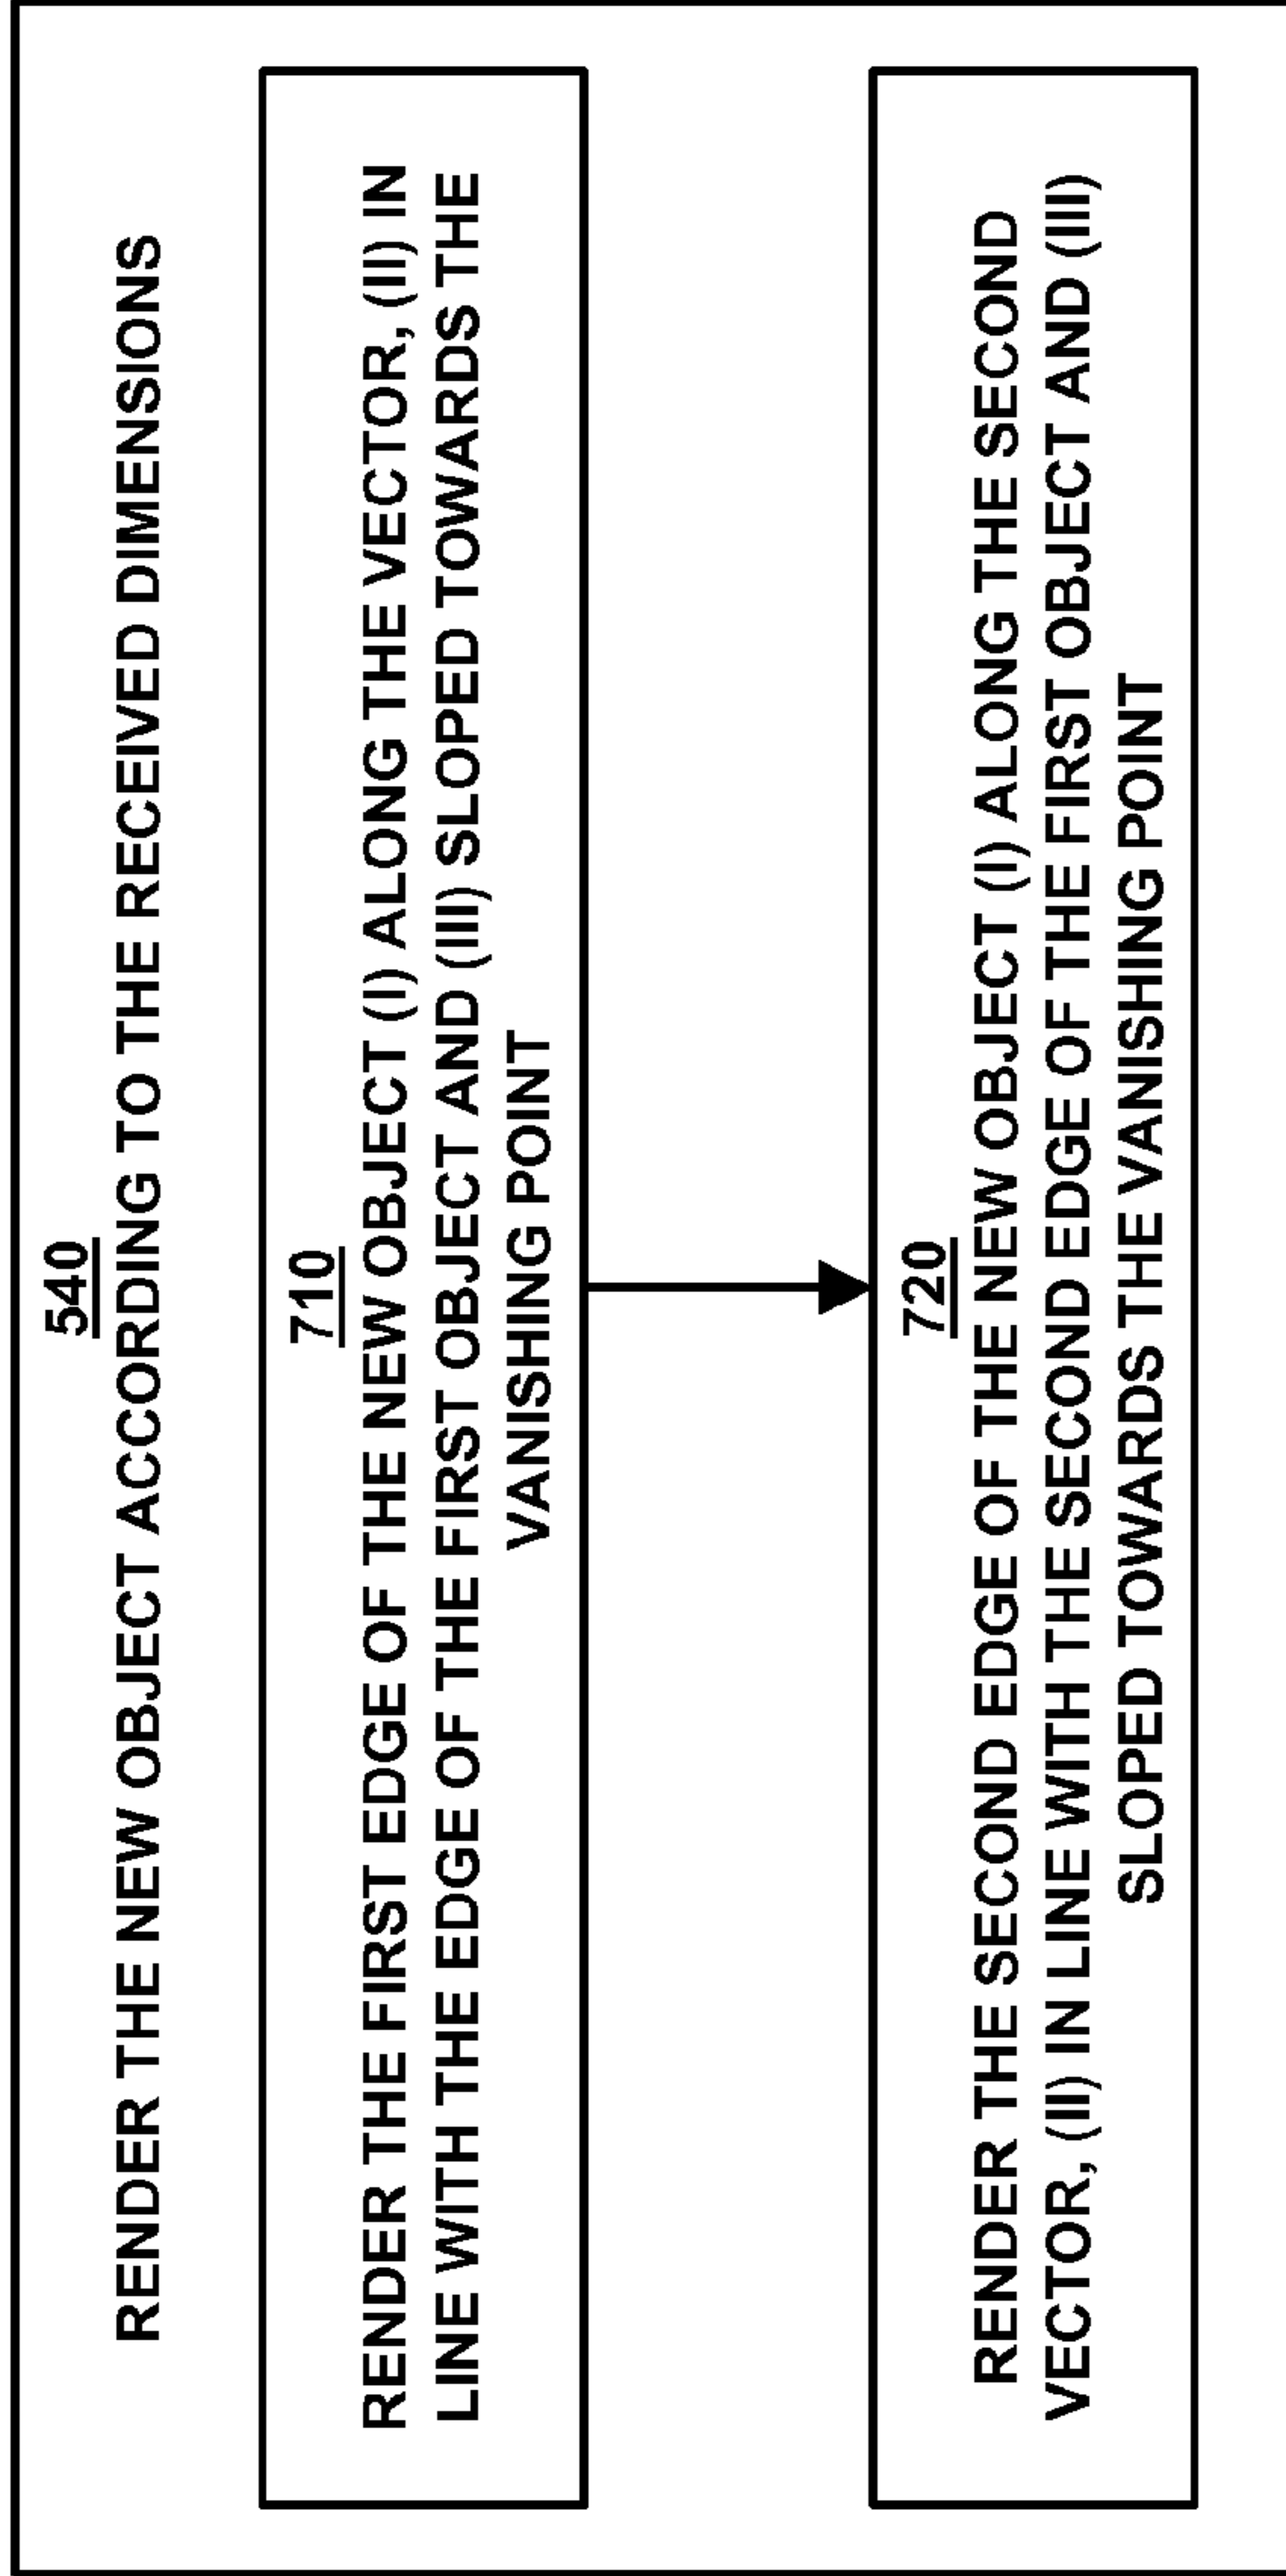 540
RENDER THE NEW OBJECT ACCORDING TO THE RECEIVED DIMENSIONS
710
RENDER THE FIRST EDGE OF THE NEW OBJECT (I) ALONG THE VECTOR, (II) IN
LINE WITH THE EDGE OF THE FIRST OBJECT AND (III) SLOPED TOWARDS THE
VANISHING POINT
720
RENDER THE SECOND EDGE OF THE NEW OBJECT (I) ALONG THE SECOND
VECTOR, (II) IN LINE WITH THE SECOND EDGE OF THE FIRST OBJECT AND (III)
SLOPED TOWARDS THE VANISHING POINT